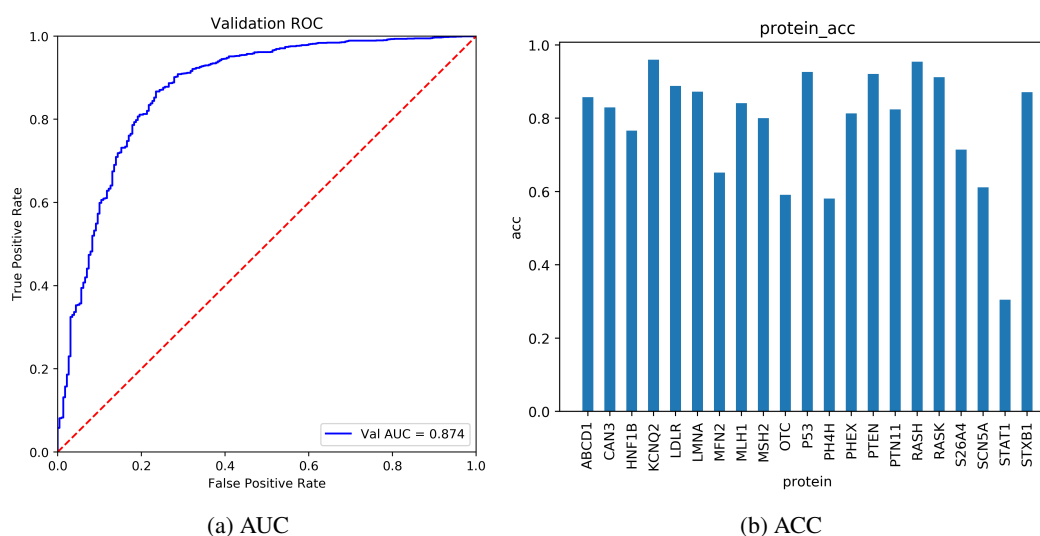 Validation ROC
1.0
0.8
0.6
0.4
0.2
0.0
True Positive Rate
0.0 0.2 0.4 0.6 0.8 1.0
False Positive Rate
Val AUC = 0.874
(a) AUC
protein_acc
1.0
0.8
0.6
0.4
0.2
0.0
acc
ABCD1 CAN3 HNF1B KCNQ2 LDLR LMNA MFN2 MLH1 MSH2 OTC P53 PH4H PHEX PTEN PTN11 RASH RASK S26A4 SCN5A STAT1 STXB1
protein
(b) ACC